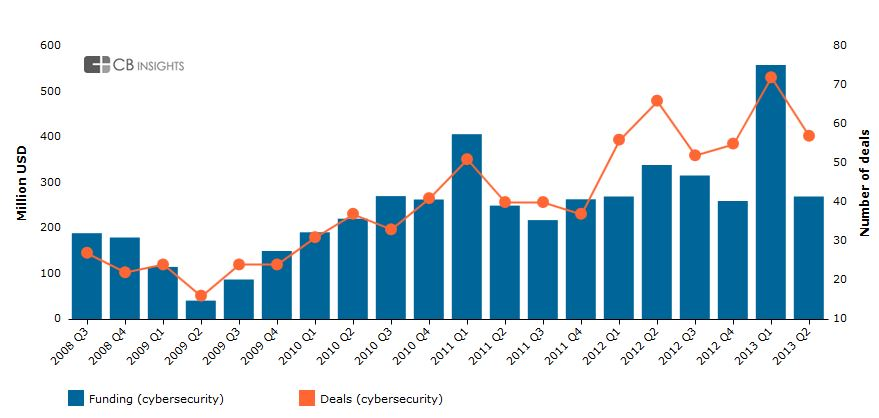 CB INSIGHTS
Million USD
600
500
400
300
200
100
0
Number of deals
80
70
60
50
40
30
20
10
2008 Q3
2008 Q4
2009 Q1
2009 Q2
2009 Q3
2009 Q4
2010 Q1
2010 Q2
2010 Q3
2010 Q4
2011 Q1
2011 Q2
2011 Q3
2011 Q4
2012 Q1
2012 Q2
2012 Q3
2012 Q4
2013 Q1
2013 Q2
Funding (cybersecurity)
Deals (cybersecurity)